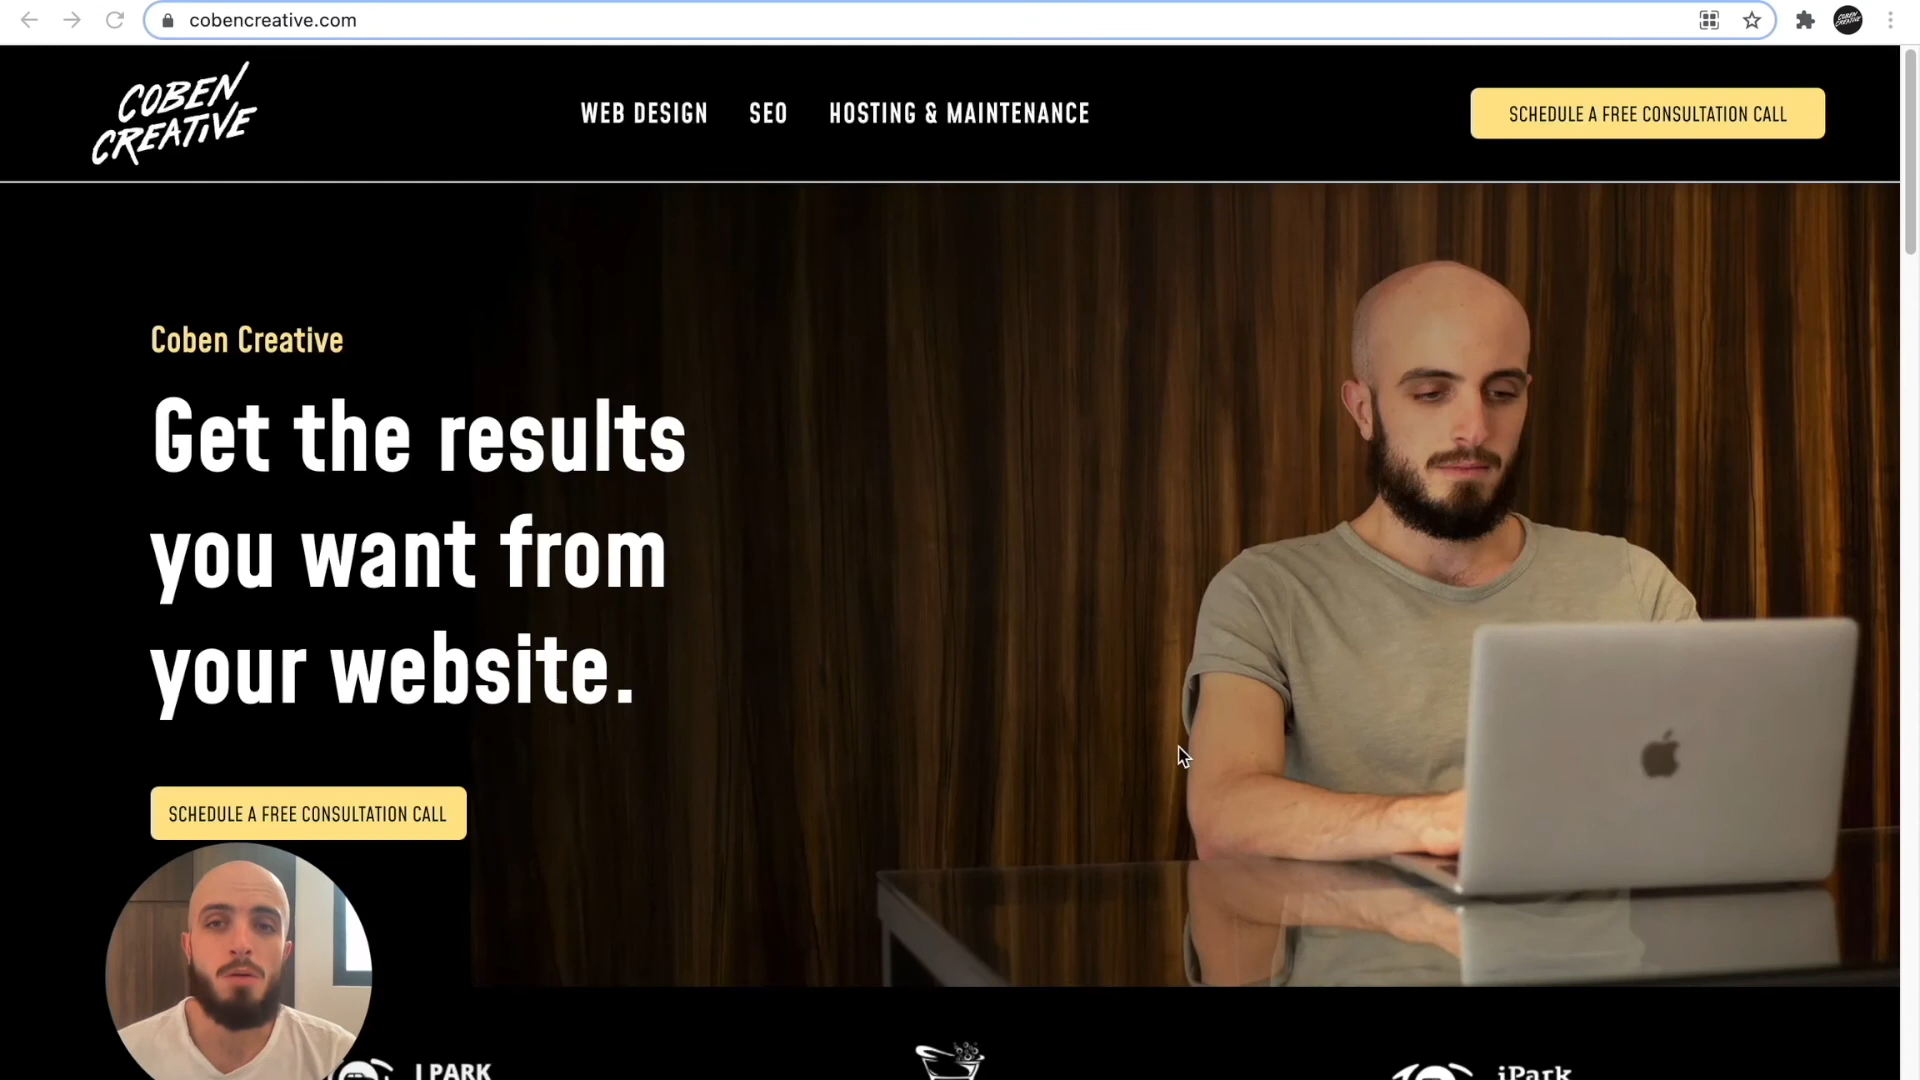 cobencreative.com
COBEN
CREATIVE
WEB DESIGN
SEO
HOSTING & MAINTENANCE
SCHEDULE A FREE CONSULTATION CALL
Coben Creative
Get the results
you want from
your website.
SCHEDULE A FREE CONSULTATION CALL
I PARK
iPark